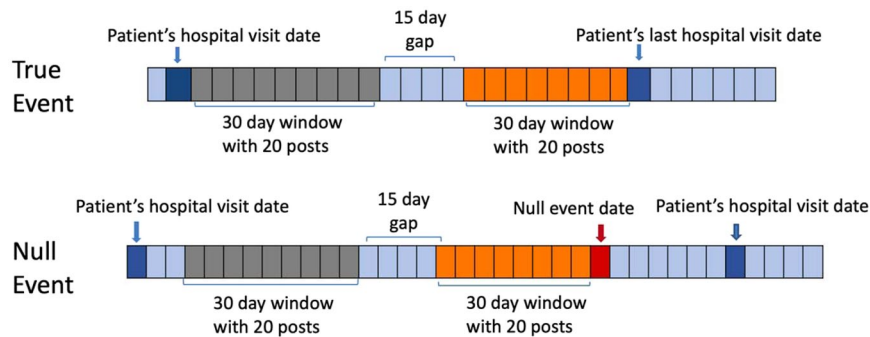 15 day
gap
Patient's hospital visit date
Patient's last hospital visit date
True
Event
30 day window
with 20 posts
30 day window
with  20 posts
15 day
gap
Patient's hospital visit date
Null event date
Patient's hospital visit date
Null
Event
30 day window
with 20 posts
30 day window
with 20 posts